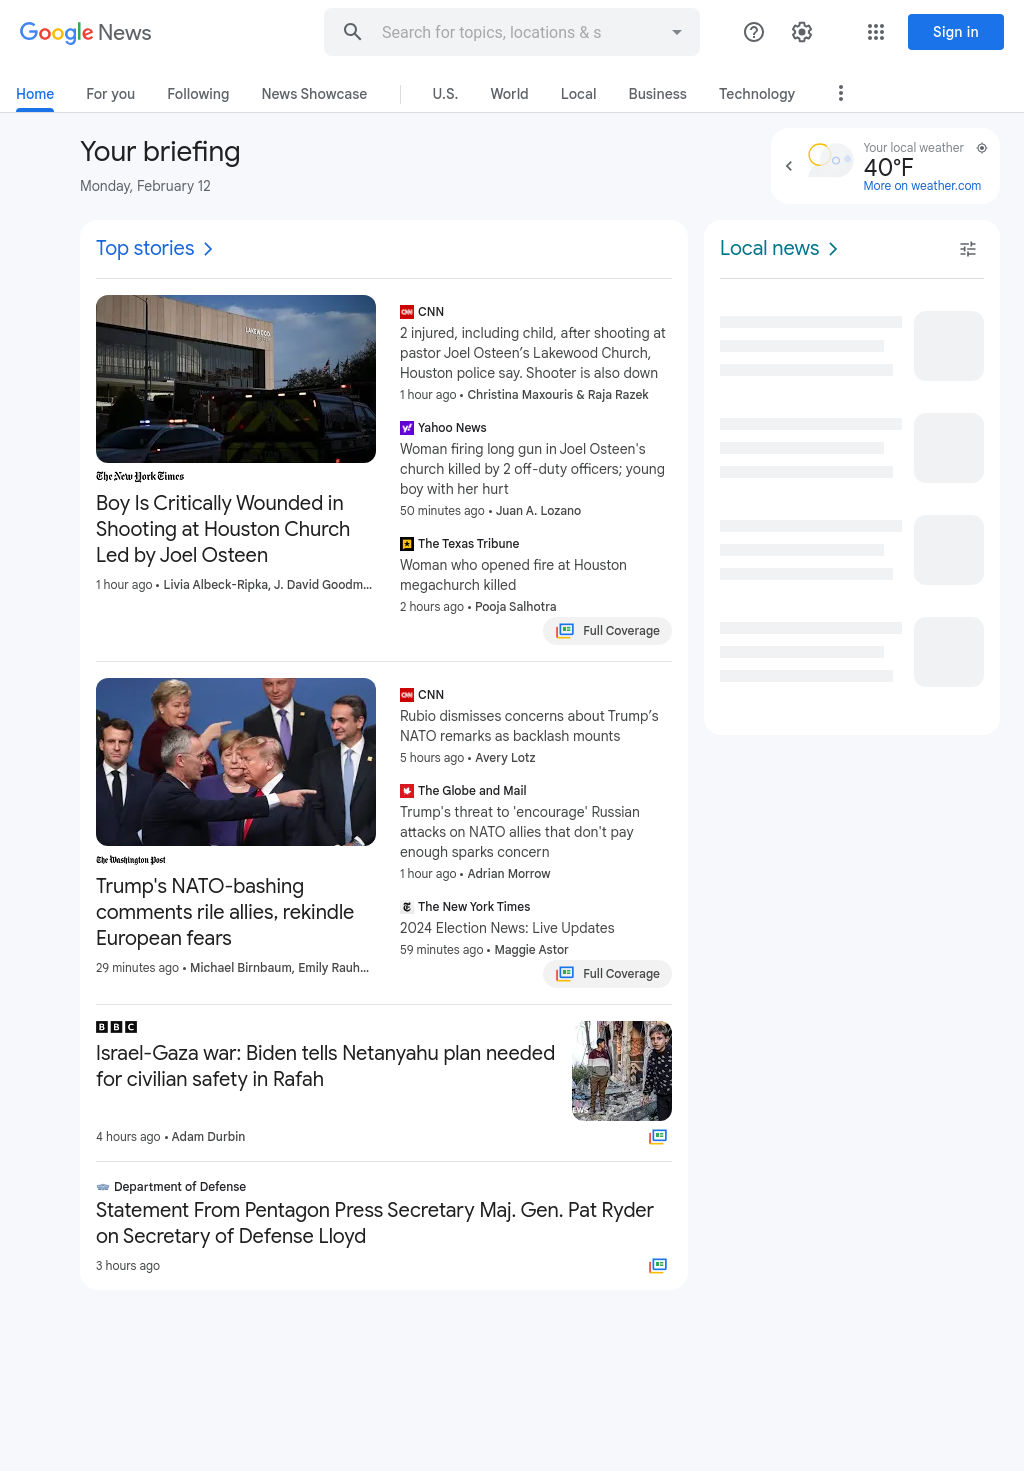 Google News
Search for topics, locations & s
Sign in
Home
For you
Following
News Showcase
U.S.
World
Local
Business
Technology
Your briefing
Monday, February 12
Your local weather
40°F
More on weather.com
Top stories
LAKEWOOD
The New York Times
Boy Is Critically Wounded in
Shooting at Houston Church
Led by Joel Osteen
1 hour ago • Livia Albeck-Ripka, J. David Goodm...
CNN
2 injured, including child, after shooting at
pastor Joel Osteen’s Lakewood Church,
Houston police say. Shooter is also down
1 hour ago • Christina Maxouris & Raja Razek
Yahoo News
Woman firing long gun in Joel Osteen's
church killed by 2 off-duty officers; young
boy with her hurt
50 minutes ago • Juan A. Lozano
The Texas Tribune
Woman who opened fire at Houston
megachurch killed
2 hours ago • Pooja Salhotra
Full Coverage
The Washington Post
Trump's NATO-bashing
comments rile allies, rekindle
European fears
29 minutes ago • Michael Birnbaum, Emily Rauh...
CNN
Rubio dismisses concerns about Trump’s
NATO remarks as backlash mounts
5 hours ago • Avery Lotz
The Globe and Mail
Trump's threat to 'encourage' Russian
attacks on NATO allies that don't pay
enough sparks concern
1 hour ago • Adrian Morrow
The New York Times
2024 Election News: Live Updates
59 minutes ago • Maggie Astor
Full Coverage
BBC
Israel-Gaza war: Biden tells Netanyahu plan needed
for civilian safety in Rafah
4 hours ago • Adam Durbin
Department of Defense
Statement From Pentagon Press Secretary Maj. Gen. Pat Ryder
on Secretary of Defense Lloyd
3 hours ago
Local news